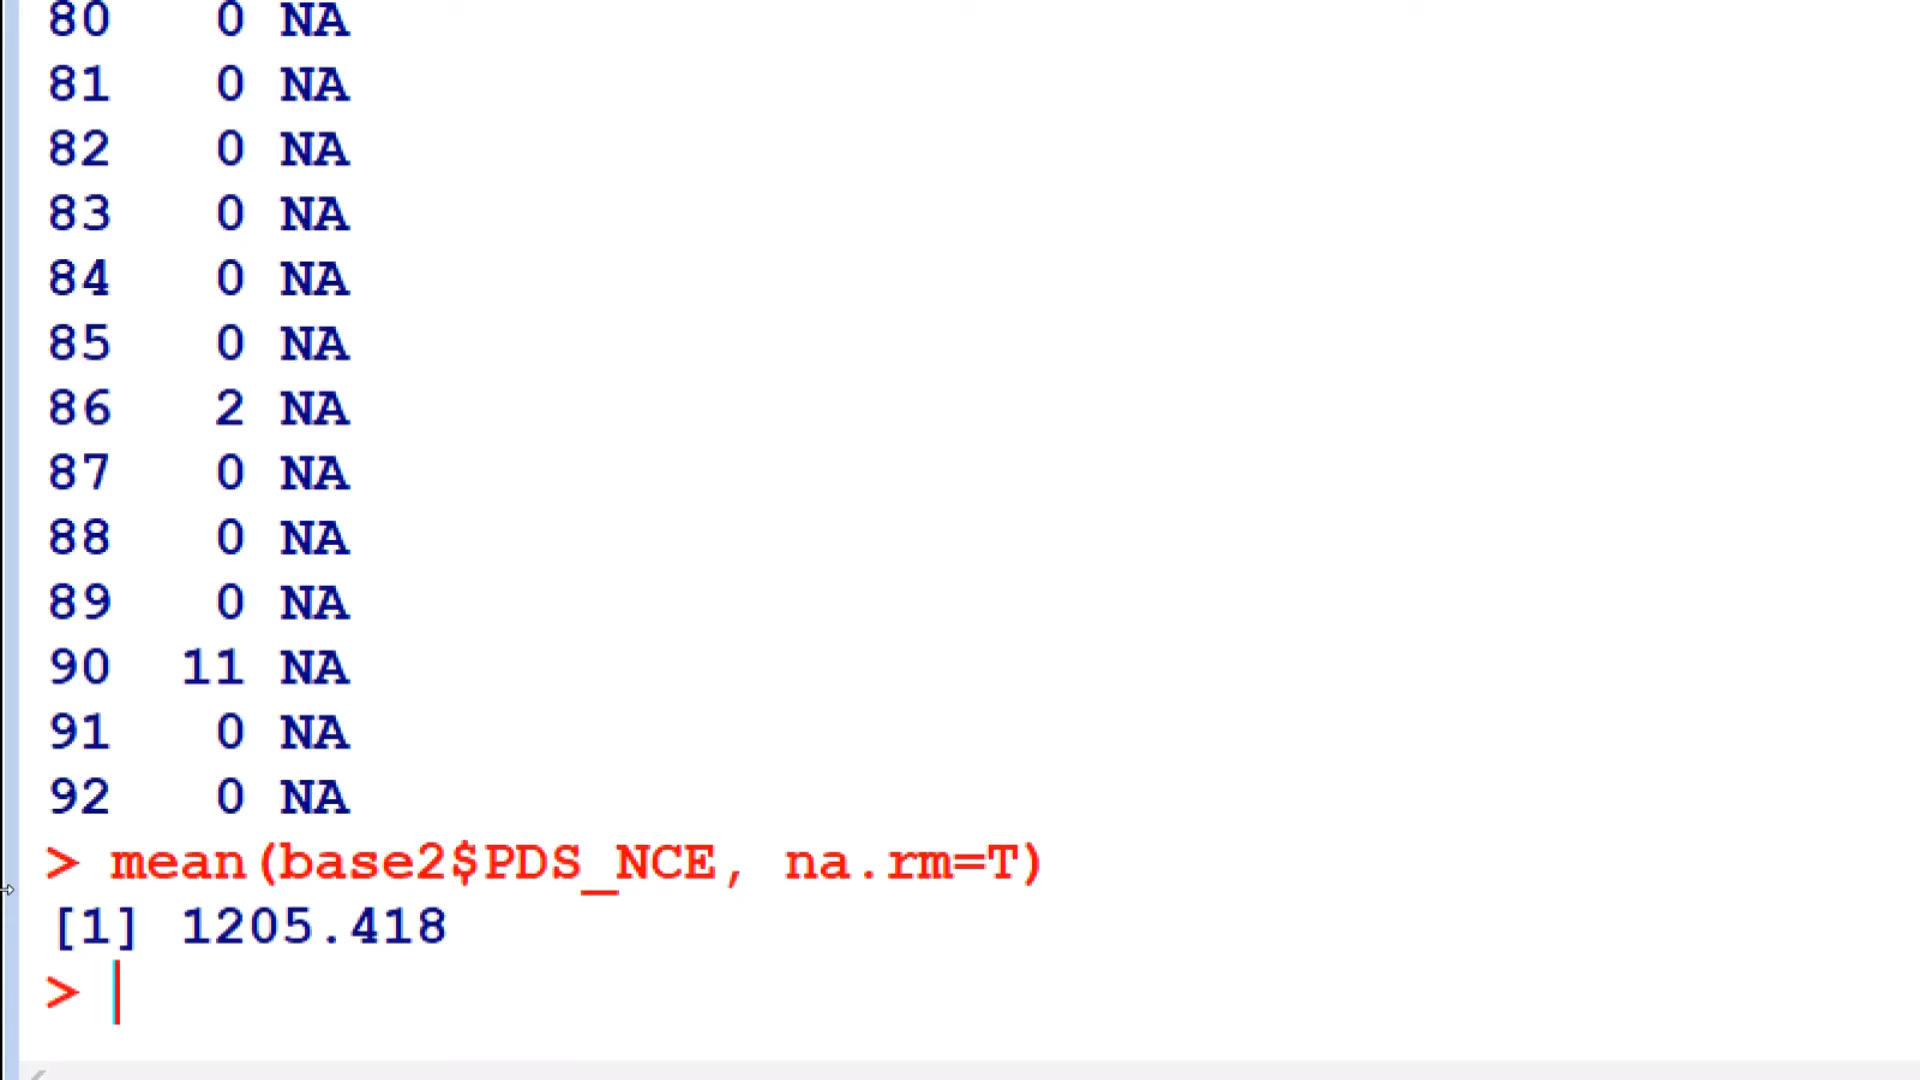 80 0 NA
81 0 NA
82 0 NA
83 0 NA
84 0 NA
85 0 NA
86 2 NA
87 0 NA
88 0 NA
89 0 NA
90 11 NA
91 0 NA
92 0 NA
> mean(base2$PDS_NCE, na.rm=T)
[1] 1205.418
>